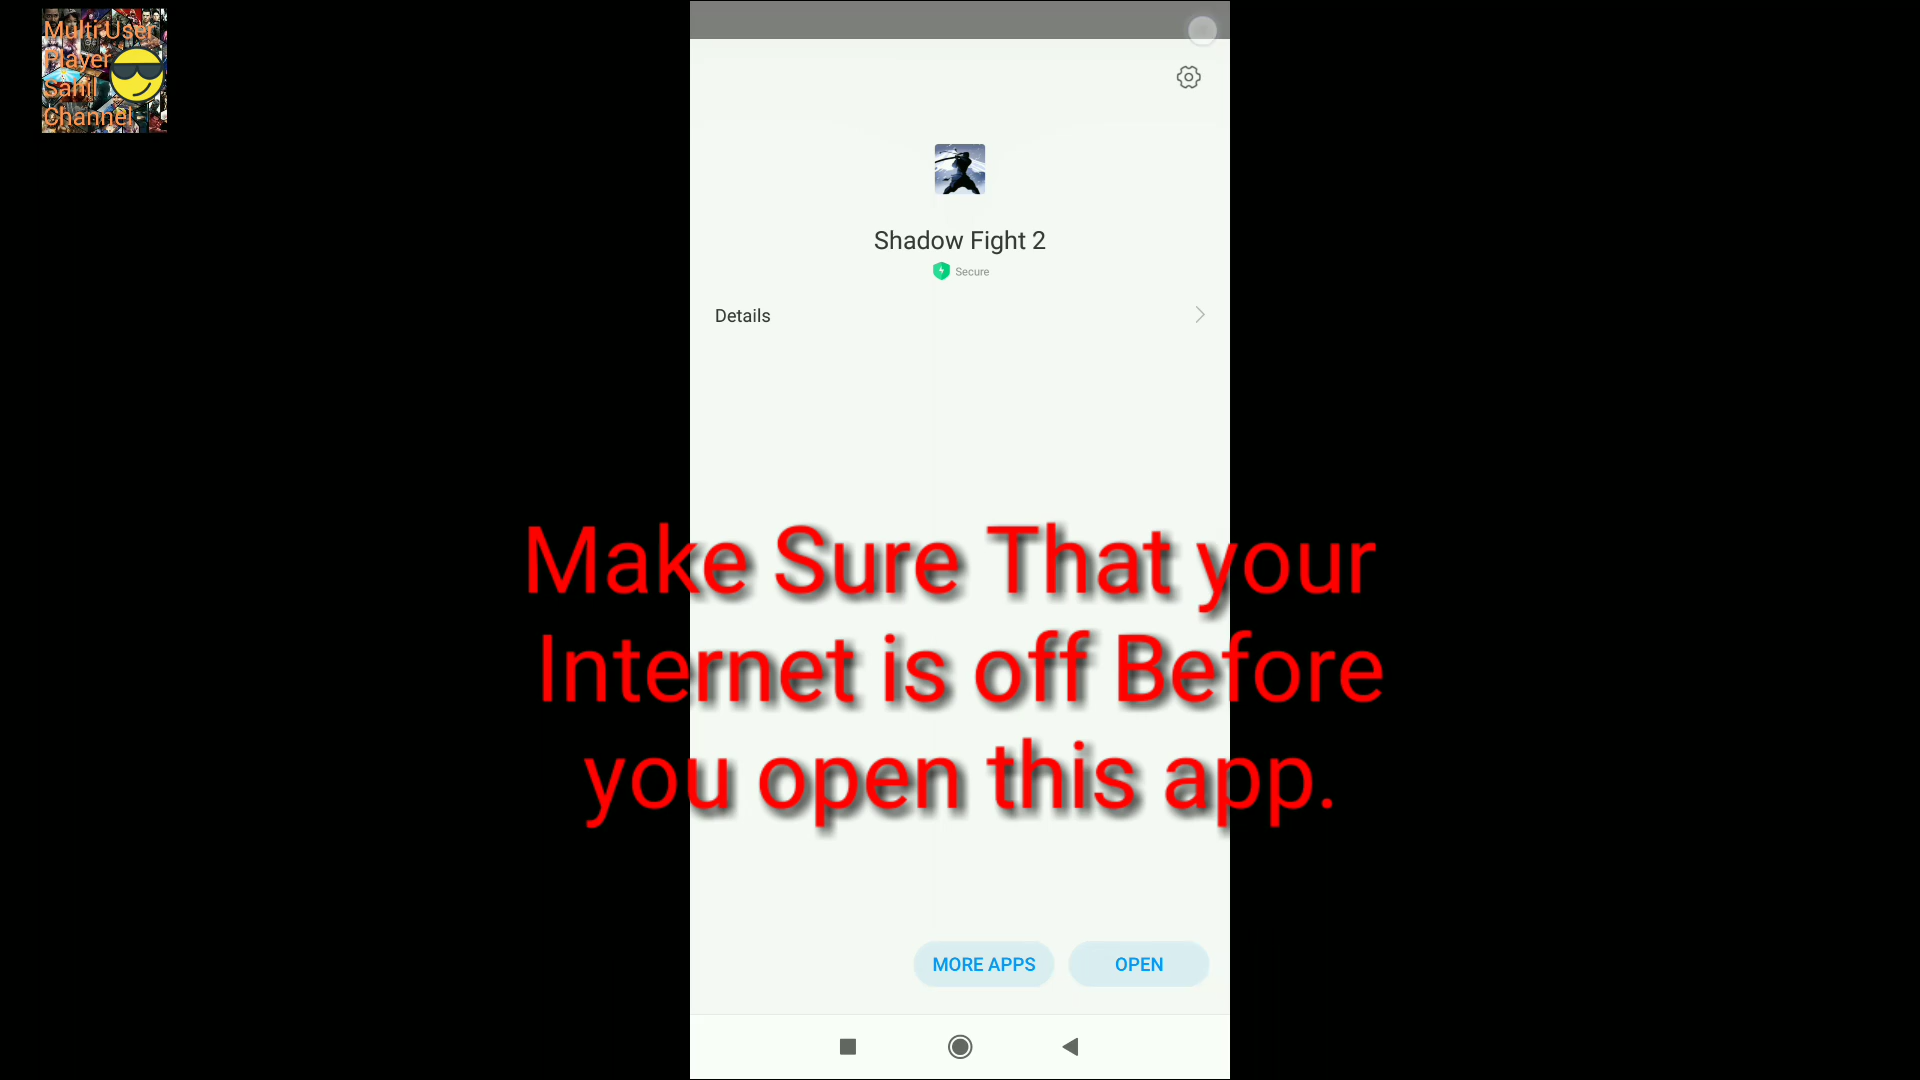 Multi User
Player
Sahil
Channel
Shadow Fight 2
Secure
Details
Make Sure That your
Internet is off Before
you open this app.
MORE APPS
OPEN